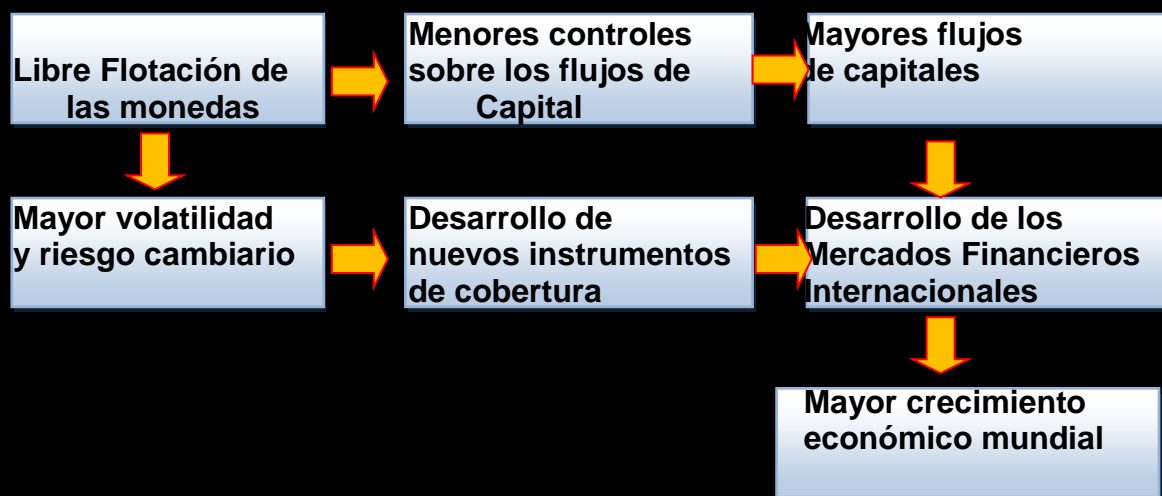 Libre Flotación de
las monedas
Menores controles
sobre los flujos de
Capital
Mayores flujos
de capitales
Mayor volatilidad
y riesgo cambiario
Desarrollo de
nuevos instrumentos
de cobertura
Desarrollo de los
Mercados Financieros
Internacionales
Mayor crecimiento
económico mundial